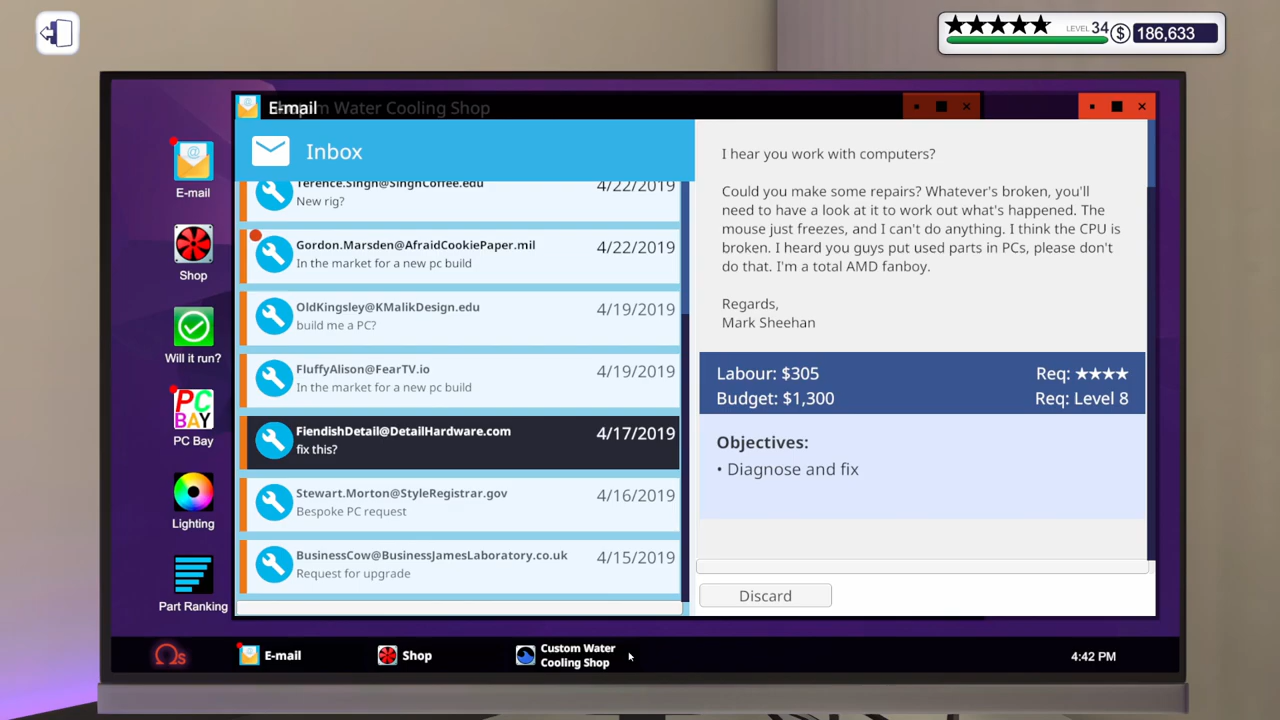 LEVEL 34
$ 186,633
E-mail
m Water Cooling Shop
Inbox
Terence.Singh@SinghCoffee.edu
4/22/2019
New rig?
Gordon.Marsden@AfraidCookiePaper.mil
4/22/2019
In the market for a new pc build
OldKingsley@KMalikDesign.edu
4/19/2019
build me a PC?
FluffyAlison@FearTV.io
4/19/2019
In the market for a new pc build
FiendishDetail@DetailHardware.com
4/17/2019
fix this?
Stewart.Morton@StyleRegistrar.gov
4/16/2019
Bespoke PC request
BusinessCow@BusinessJamesLaboratory.co.uk
4/15/2019
Request for upgrade
I hear you work with computers?
Could you make some repairs? Whatever's broken, you'll
need to have a look at it to work out what's happened. The
mouse just freezes, and I can't do anything. I think the CPU is
broken. I heard you guys put used parts in PCs, please don't
do that. I'm a total AMD fanboy.
Regards,
Mark Sheehan
Labour: $305
Req: ★★★★
Budget: $1,300
Req: Level 8
Objectives:
• Diagnose and fix
Discard
E-mail
Shop
Will it run?
PC BAY
PC Bay
Lighting
Part Ranking
Ωs
E-mail
Shop
Custom Water
Cooling Shop
4:42 PM